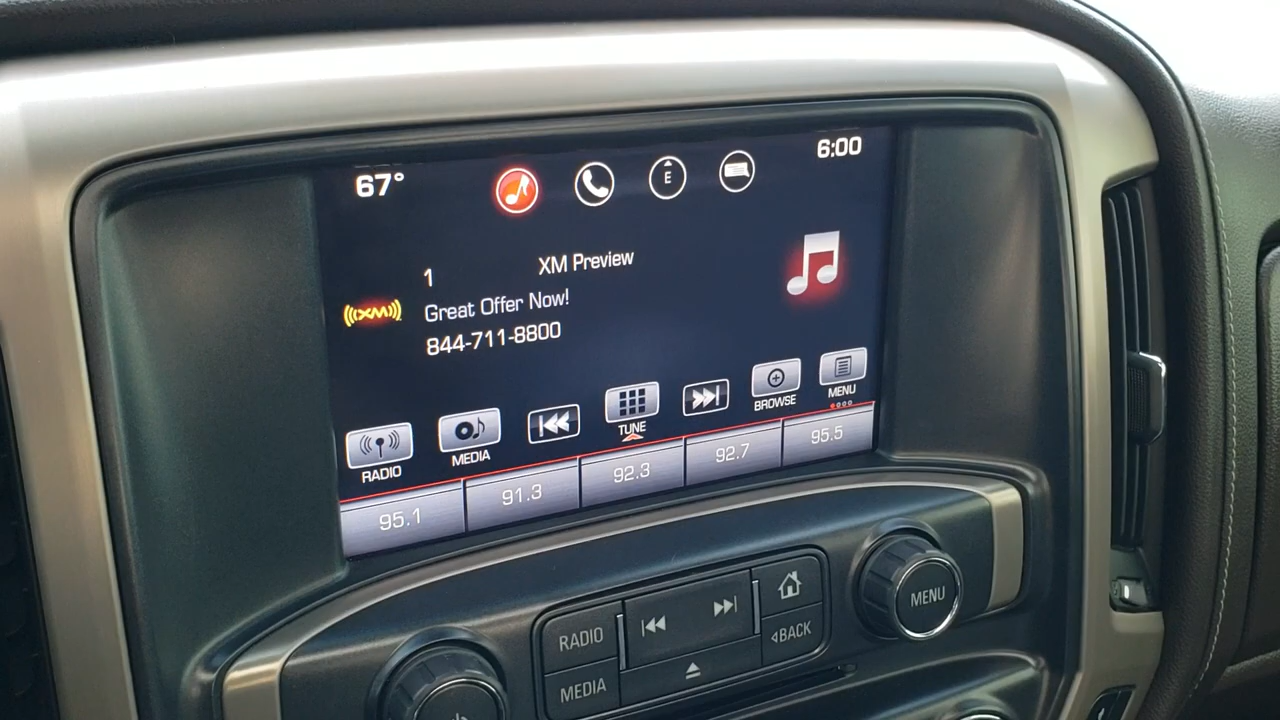 67° 6:00
E
1 XM Preview
((XM))
Great Offer Now!
844-711-8800
RADIO MEDIA TUNE BROWSE MENU
95.1 91.3 92.3 92.7 95.5
RADIO
MEDIA
BACK
MENU